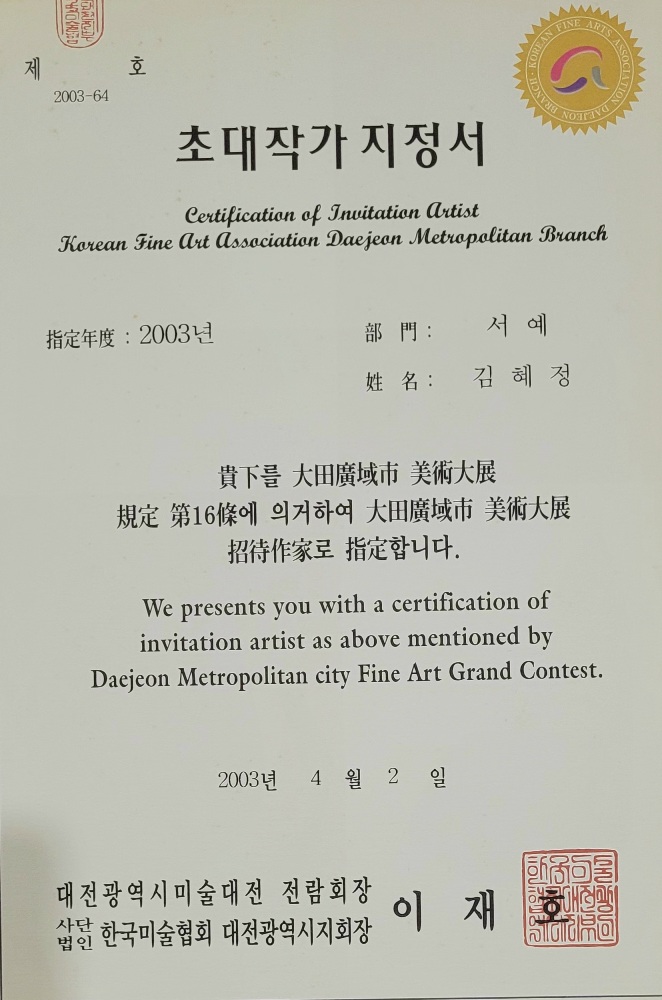 제 호
2003-64
KOREAN FINE ARTS ASSOCIATION DAEJEON BRANCH
초대작가 지정서
Certification of Invitation Artist
Korean Fine Art Association Daejeon Metropolitan Branch
指定年度 : 2003년
部 門 : 서 예
姓 名 : 김 혜 정
貴下를 大田廣域市 美術大展
規定 第16條에 의거하여 大田廣域市 美術大展
招待作家로 指定합니다.
We presents you with a certification of
invitation artist as above mentioned by
Daejeon Metropolitan city Fine Art Grand Contest.
2003년 4 월 2 일
대전광역시미술대전 전람회장
사단법인 한국미술협회 대전광역시지회장
이 재 호